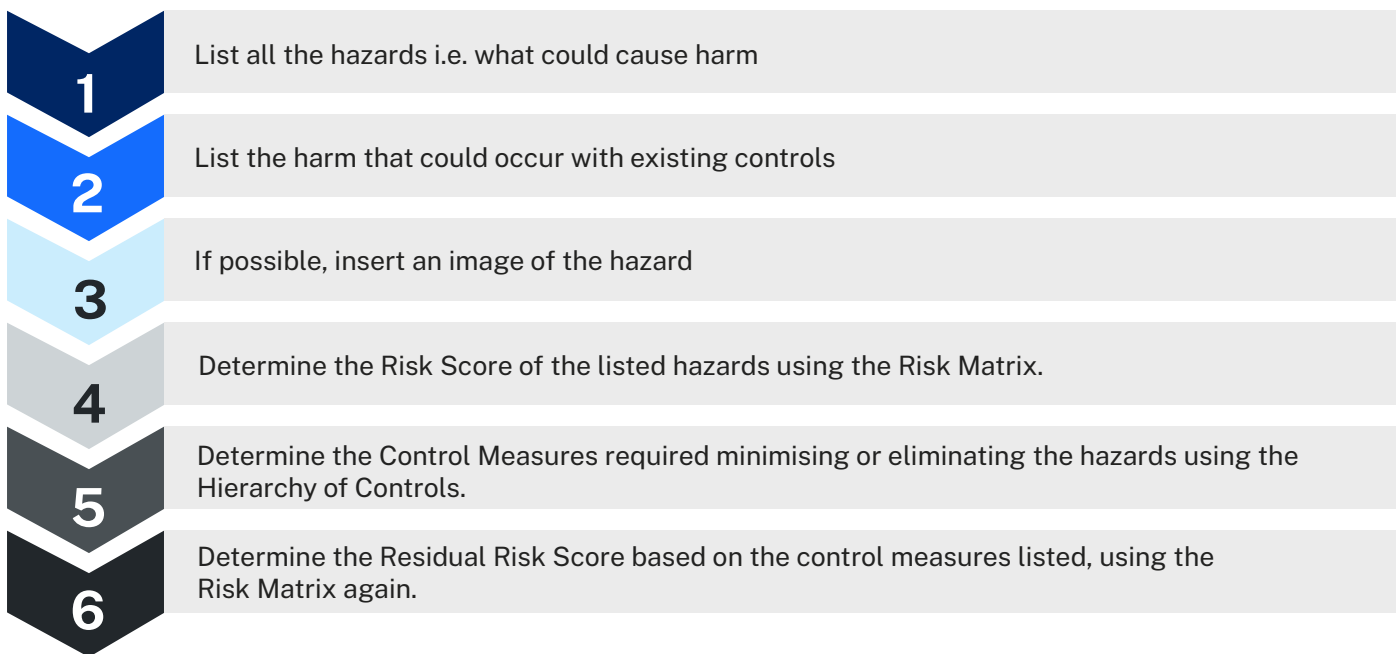 1
List all the hazards i.e. what could cause harm
2
List the harm that could occur with existing controls
3
If possible, insert an image of the hazard
4
Determine the Risk Score of the listed hazards using the Risk Matrix.
5
Determine the Control Measures required minimising or eliminating the hazards using the
Hierarchy of Controls.
6
Determine the Residual Risk Score based on the control measures listed, using the
Risk Matrix again.